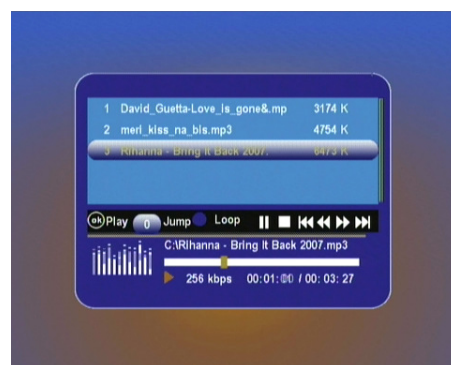 1 David_Guetta-Love_is_gone&.mp 3174 K
2 meri_kiss_na_bis.mp3 4754 K
3 Rihanna - Bring It Back 2007. 6473 K
ok Play 0 Jump Loop
C:\Rihanna - Bring It Back 2007.mp3
256 kbps 00:01:00 / 00: 03: 27